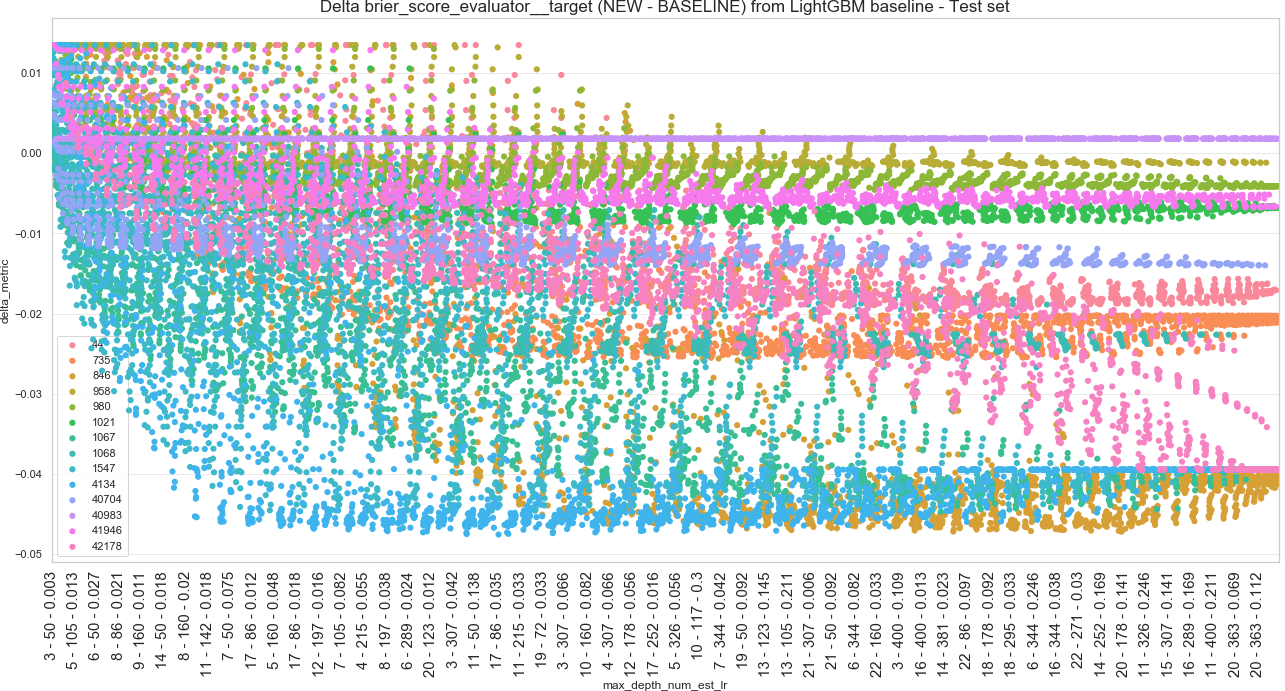 Delta brier_score_evaluator__target (NEW - BASELINE) from LightGBM baseline - Test set
delta_metric
0.01
0.00
−0.01
−0.02
−0.03
−0.04
−0.05
44
735
846
958
980
1021
1067
1068
1547
4134
40704
40983
41946
42178
3 - 50 - 0.003
5 - 105 - 0.013
6 - 50 - 0.027
8 - 86 - 0.021
9 - 160 - 0.011
2 - 144 - 0.018
8 - 160 - 0.02
11 - 142 - 0.018
7 - 50 - 0.075
17 - 86 - 0.012
5 - 160 - 0.048
17 - 86 - 0.018
12 - 197 - 0.016
7 - 105 - 0.082
4 - 215 - 0.055
7 - 197 - 0.038
6 - 289 - 0.024
20 - 123 - 0.012
3 - 307 - 0.042
11 - 50 - 0.138
17 - 86 - 0.035
11 - 215 - 0.033
19 - 72 - 0.033
3 - 307 - 0.066
10 - 160 - 0.082
4 - 307 - 0.066
12 - 178 - 0.056
17 - 252 - 0.016
5 - 326 - 0.056
10 - 1117 - 0.3
7 - 344 - 0.042
19 - 50 - 0.092
13 - 123 - 0.145
13 - 105 - 0.211
21 - 307 - 0.006
21 - 50 - 0.092
6 - 344 - 0.082
22 - 160 - 0.033
3 - 400 - 0.109
16 - 400 - 0.013
14 - 381 - 0.023
22 - 86 - 0.097
18 - 178 - 0.092
18 - 295 - 0.033
6 - 344 - 0.246
16 - 344 - 0.038
22 - 271 - 0.03
14 - 252 - 0.169
20 - 178 - 0.141
11 - 326 - 0.246
15 - 307 - 0.141
16 - 289 - 0.169
11 - 400 - 0.211
20 - 363 - 0.069
20 - 363 - 0.112
max_depth_num_est_lr